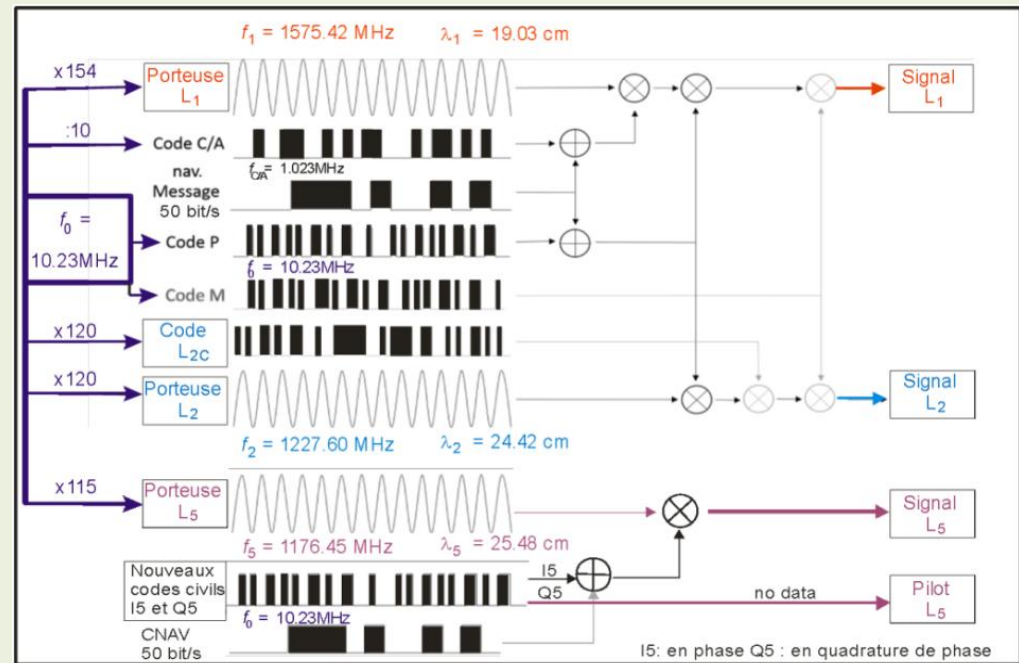 f₁ = 1575.42 MHz λ₁ = 19.03 cm
x154
Porteuse
L₁
Signal
L₁
:10
Code C/A
f_C/A = 1.023MHz
nav.
Message
50 bit/s
f₀ =
10.23MHz
Code P
f₀ = 10.23MHz
Code M
x120
Code
L₂C
x120
Porteuse
L₂
Signal
L₂
f₂ = 1227.60 MHz λ₂ = 24.42 cm
x115
Porteuse
L₅
Signal
L₅
f₅ = 1176.45 MHz λ₅ = 25.48 cm
Nouveaux
codes civils
I5 et Q5
I5
Q5
no data
Pilot
L₅
f₀ = 10.23MHz
CNAV
50 bit/s
I5: en phase Q5 : en quadrature de phase